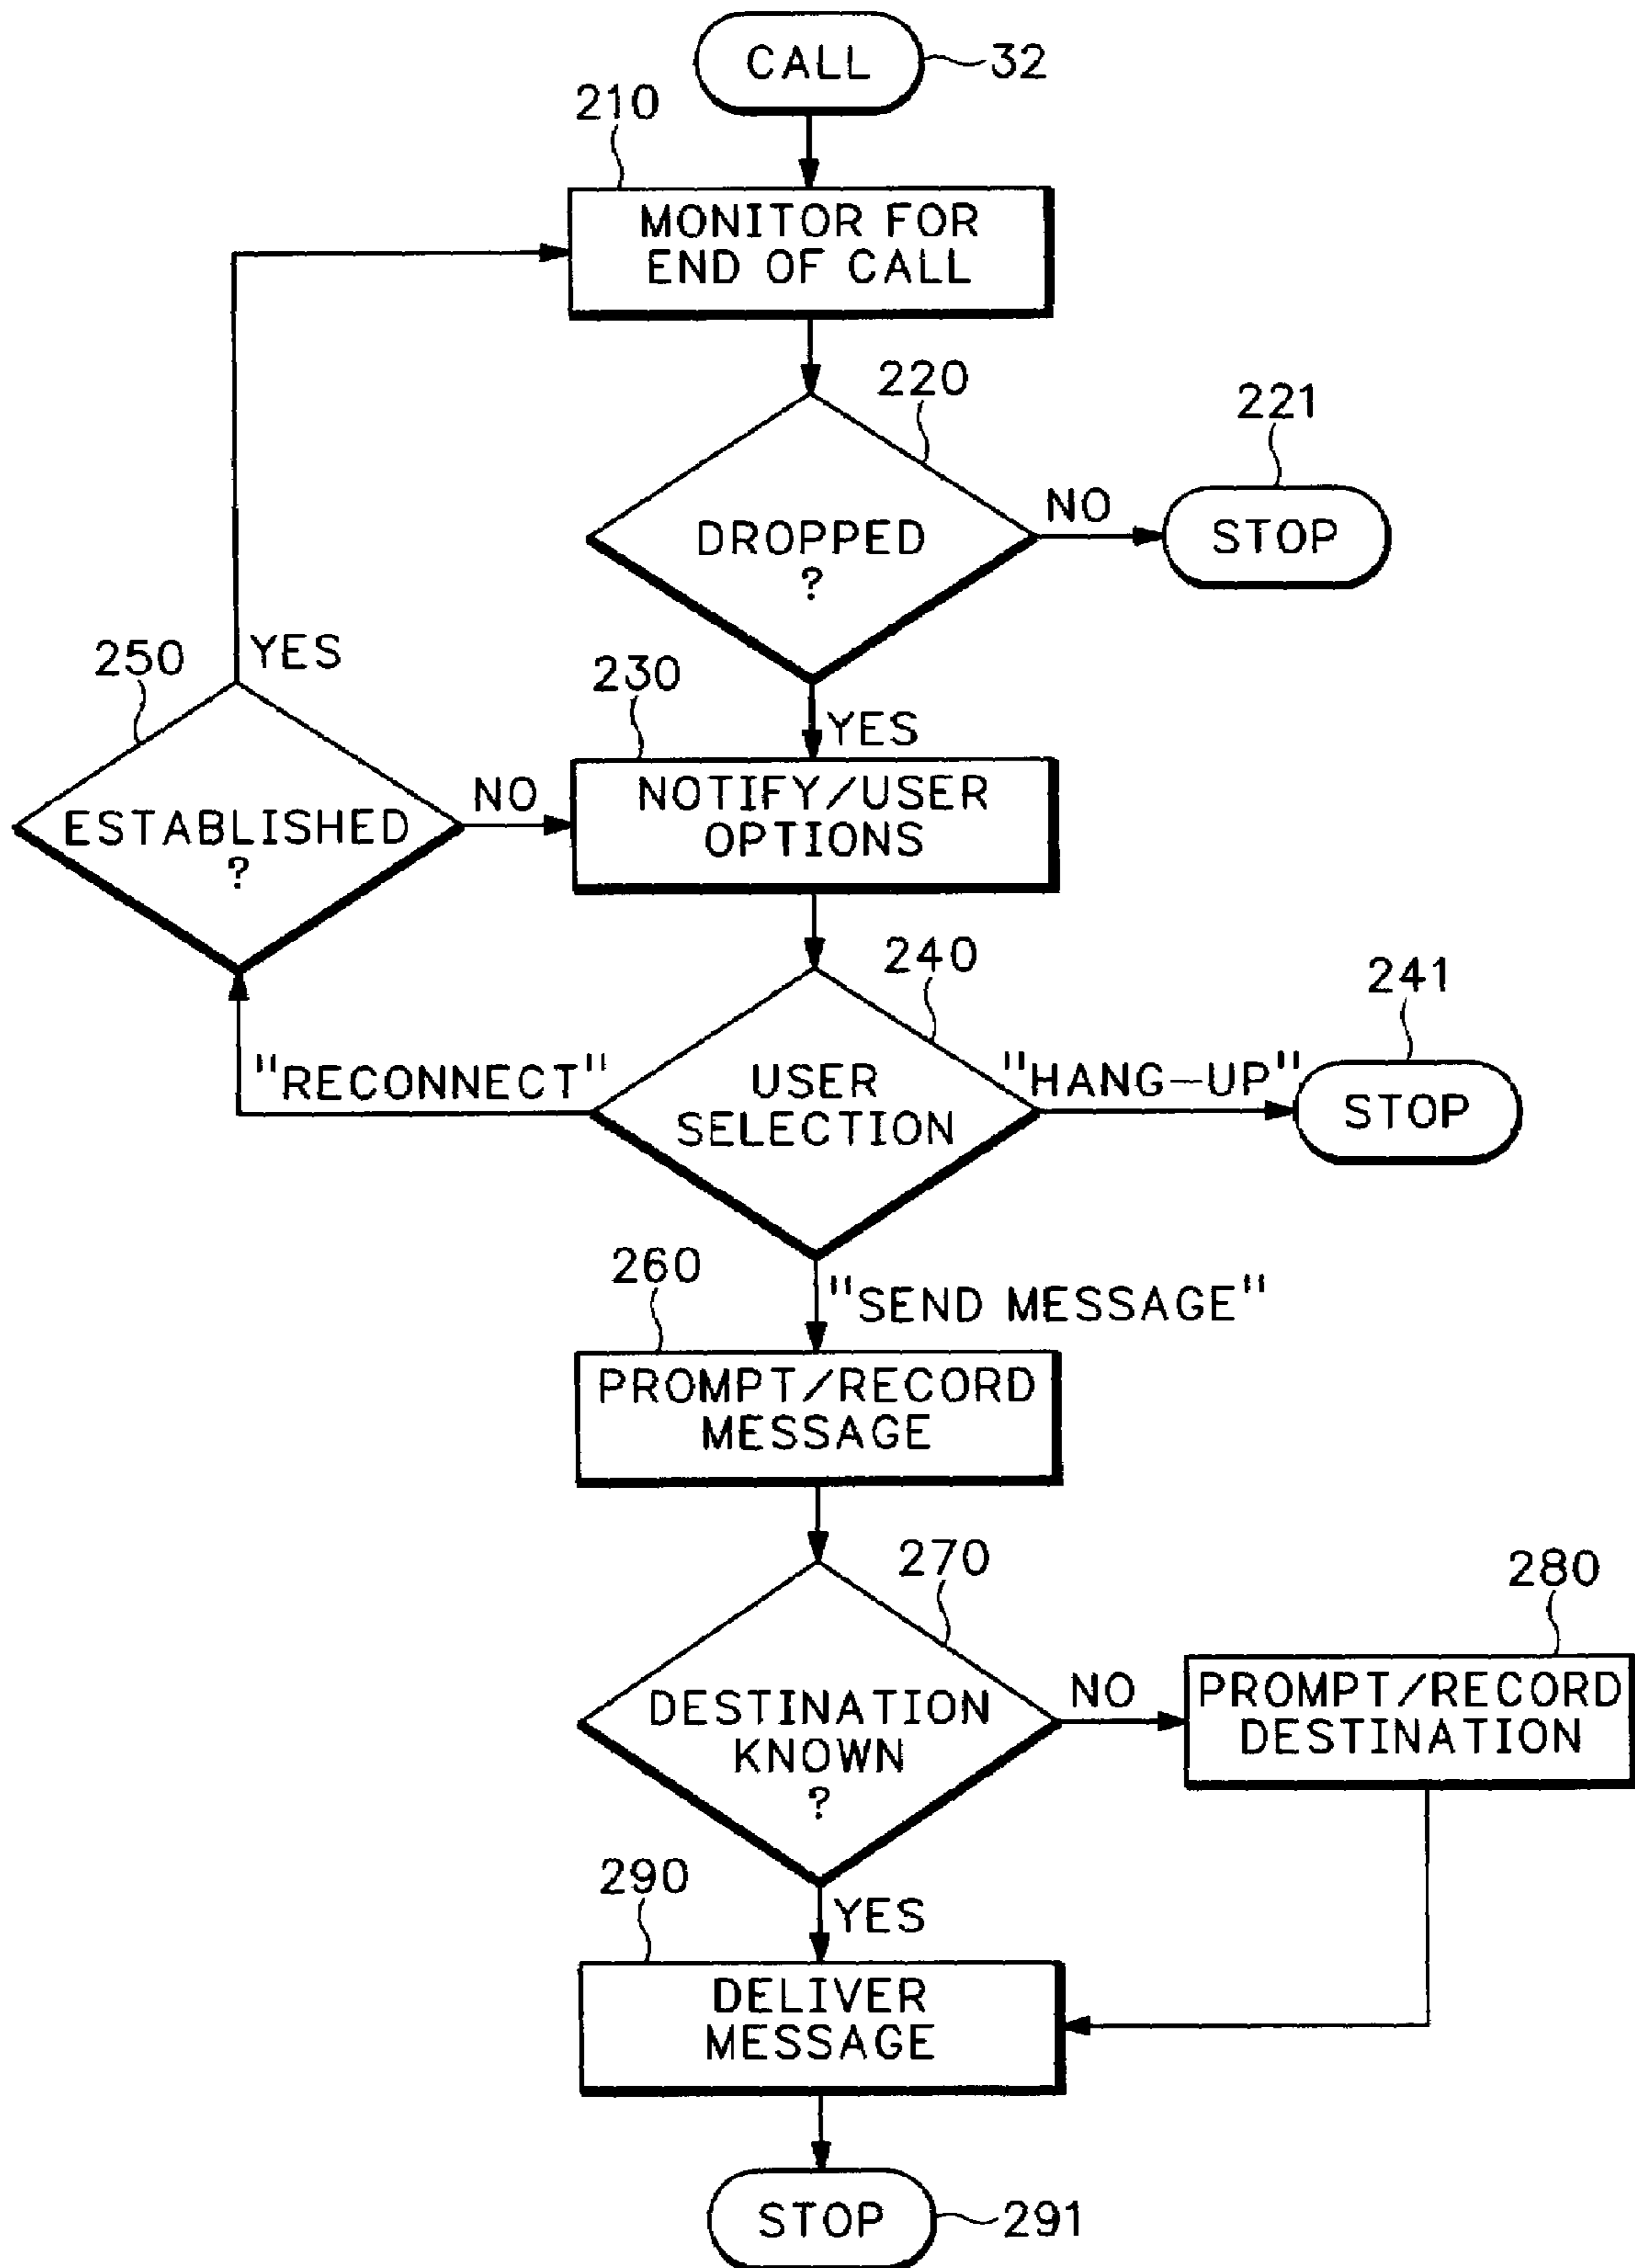 CALL
32
210
MONITOR FOR
END OF CALL
220
221
DROPPED
?
NO
STOP
250
YES
230
YES
ESTABLISHED
?
NO
NOTIFY/USER
OPTIONS
240
241
"RECONNECT"
USER
SELECTION
"HANG-UP"
STOP
260
"SEND MESSAGE"
PROMPT/RECORD
MESSAGE
270
280
DESTINATION
KNOWN
?
NO
PROMPT/RECORD
DESTINATION
290
YES
DELIVER
MESSAGE
STOP
291